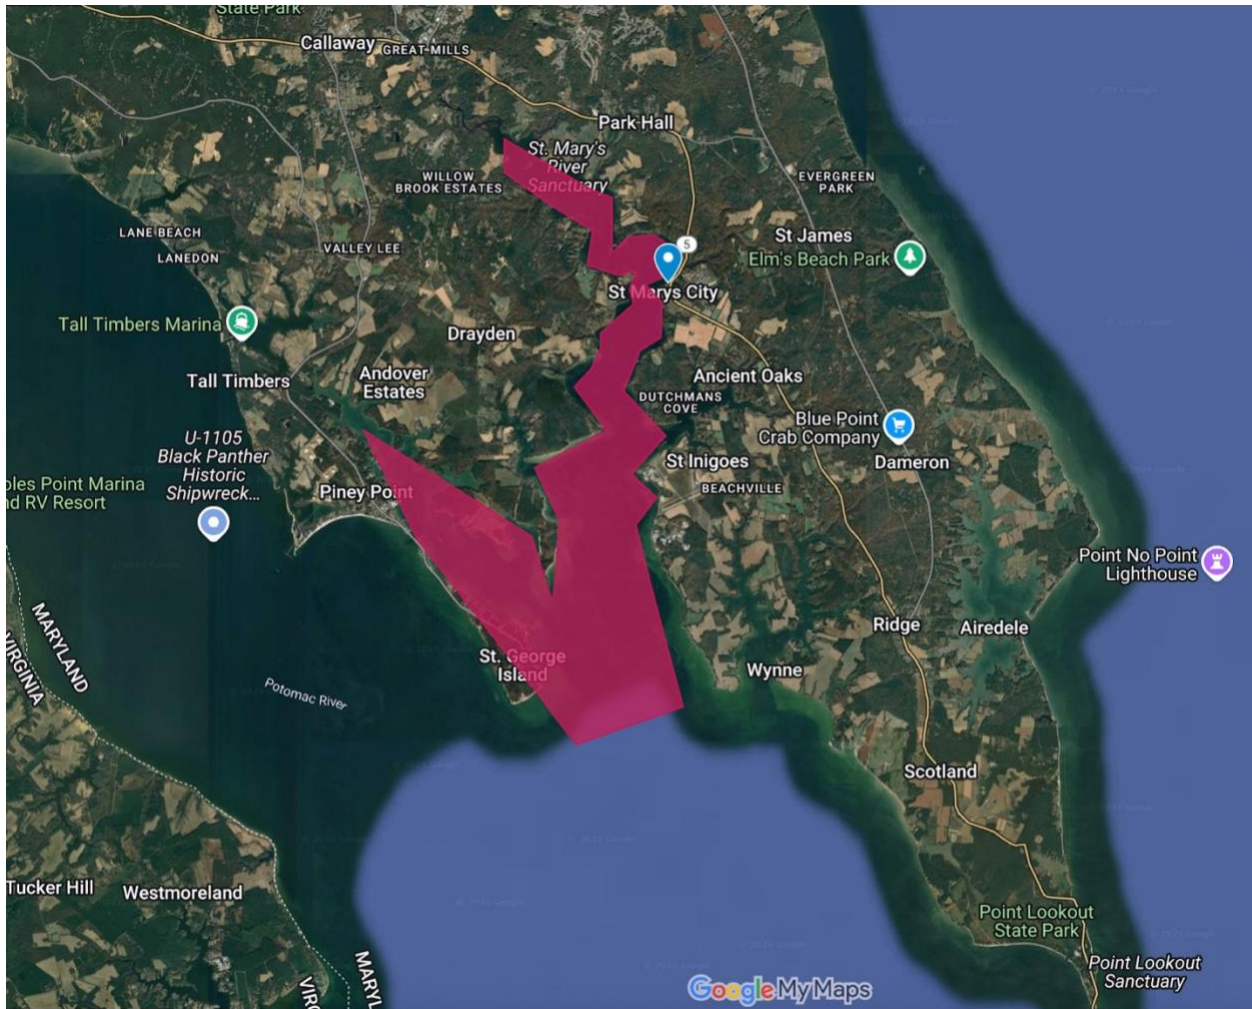 State Park
Callaway
GREAT MILLS
Park Hall
St. Mary's
River
Sanctuary
WILLOW
BROOK ESTATES
EVERGREEN
PARK
LANE BEACH
LANEDON
VALLEY LEE
5
St James
Elm's Beach Park
St Marys City
Tall Timbers Marina
Drayden
Tall Timbers
Andover
Estates
Ancient Oaks
DUTCHMANS
COVE
Blue Point
Crab Company
Dameron
U-1105
Black Panther
Historic
Shipwreck...
oles Point Marina
nd RV Resort
Piney Point
St Inigoes
BEACHVILLE
Point No Point
Lighthouse
MARYLAND
VIRGINIA
Ridge
Airedele
St. George
Island
Wynne
Potomac River
Scotland
Tucker Hill
Westmoreland
Point Lookout
State Park
Point Lookout
Sanctuary
MARYL
VIRG
Google My Maps